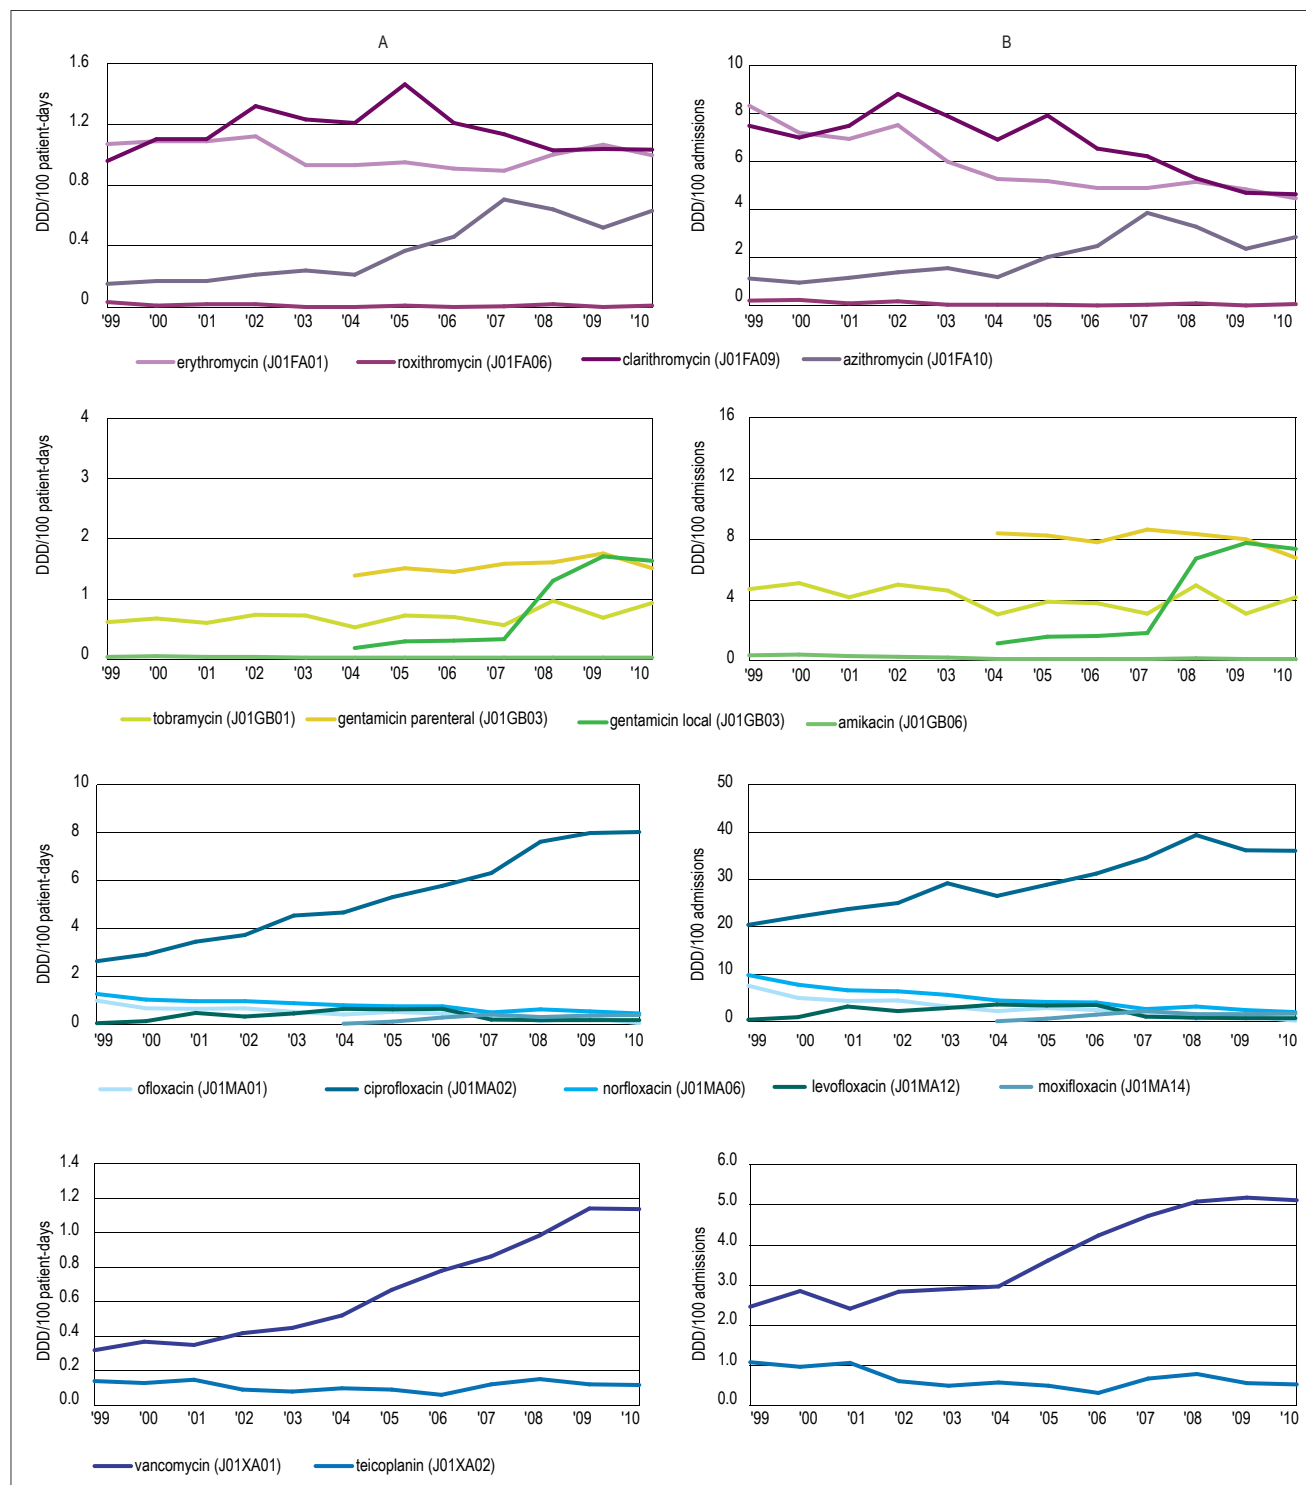 A
B
DDD/100 patient-days
1.6
1.2
0.8
0.4
0
'99 '00 '01 '02 '03 '04 '05 '06 '07 '08 '09 '10
DDD/100 admissions
10
8
6
4
2
0
'99 '00 '01 '02 '03 '04 '05 '06 '07 '08 '09 '10
erythromycin (J01FA01) roxithromycin (J01FA06) clarithromycin (J01FA09) azithromycin (J01FA10)
DDD/100 patient-days
4
3
2
1
0
'99 '00 '01 '02 '03 '04 '05 '06 '07 '08 '09 '10
DDD/100 admissions
16
12
8
4
0
'99 '00 '01 '02 '03 '04 '05 '06 '07 '08 '09 '10
tobramycin (J01GB01) gentamicin parenteral (J01GB03) gentamicin local (J01GB03) amikacin (J01GB06)
DDD/100 patient-days
10
8
6
4
2
0
'99 '00 '01 '02 '03 '04 '05 '06 '07 '08 '09 '10
DDD/100 admissions
50
40
30
20
10
0
'99 '00 '01 '02 '03 '04 '05 '06 '07 '08 '09 '10
ofloxacin (J01MA01) ciprofloxacin (J01MA02) norfloxacin (J01MA06) levofloxacin (J01MA12) moxifloxacin (J01MA14)
DDD/100 patient-days
1.4
1.2
1.0
0.8
0.6
0.4
0.2
0.0
'99 '00 '01 '02 '03 '04 '05 '06 '07 '08 '09 '10
DDD/100 admissions
6.0
5.0
4.0
3.0
2.0
1.0
0.0
'99 '00 '01 '02 '03 '04 '05 '06 '07 '08 '09 '10
vancomycin (J01XA01) teicoplanin (J01XA02)